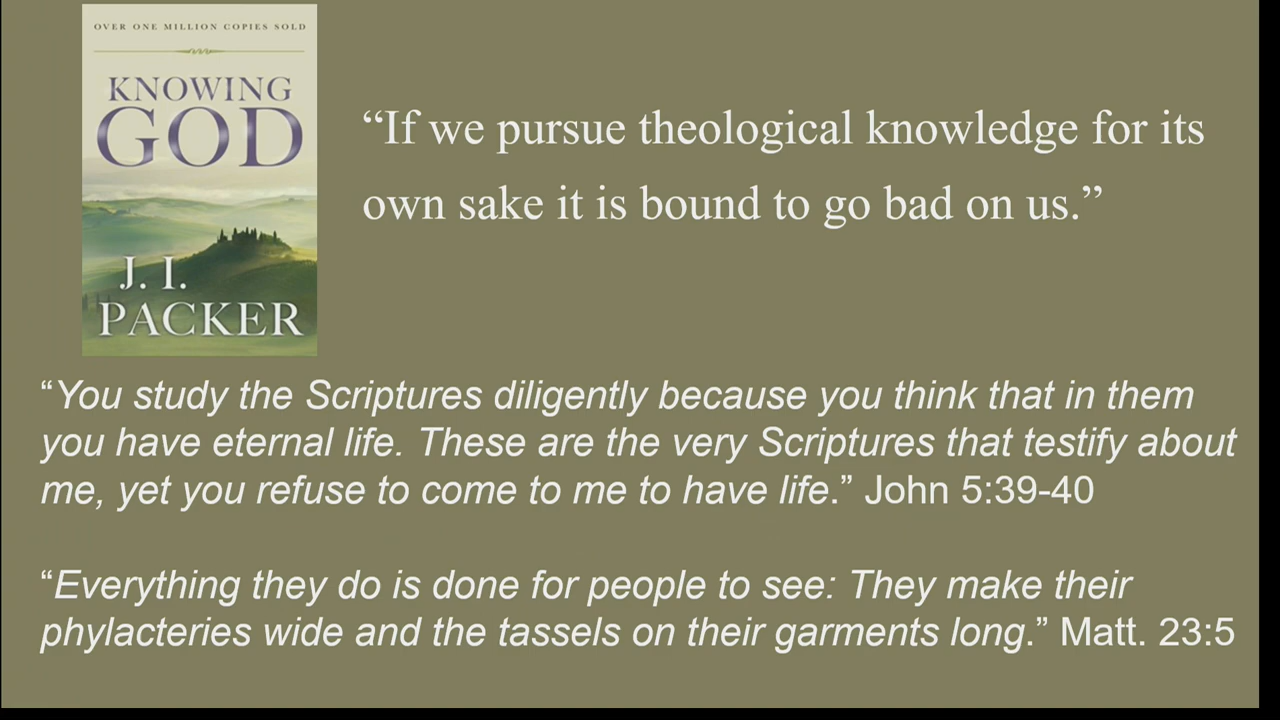 OVER ONE MILLION COPIES SOLD
KNOWING
GOD
J. I.
PACKER
“If we pursue theological knowledge for its
own sake it is bound to go bad on us.”
“You study the Scriptures diligently because you think that in them
you have eternal life. These are the very Scriptures that testify about
me, yet you refuse to come to me to have life.” John 5:39-40
“Everything they do is done for people to see: They make their
phylacteries wide and the tassels on their garments long.” Matt. 23:5